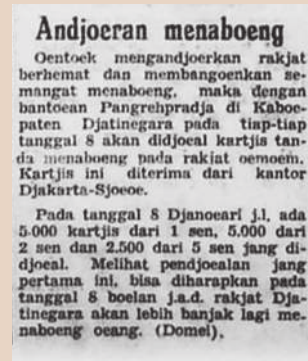 Andjoeran menaboeng
Oentoek mengandjoerkan rakjat
berhemat dan membangoenkan se-
mangat menaboeng, maka dengan
bantoean Pangrehpradja di Kaboe-
paten Djatinegara pada tiap-tiap
tanggal 8 akan didjoeal kartjis tan-
da menaboeng pada rakjat oemoem.
Kartjis ini diterima dari kantor
Djakarta-Sjoeoe.
Pada tanggal 8 Djanoeari j.l. ada
5.000 kartjis dari 1 sen, 5.000 dari
2 sen dan 2.500 dari 5 sen jang di-
djoeal. Melihat pendjoealan jang
pertama ini, bisa diharapkan pada
tanggal 8 boelan j.a.d. rakjat Dja-
tinegara akan lebih banjak lagi me-
naboeng oeang. (Domei).